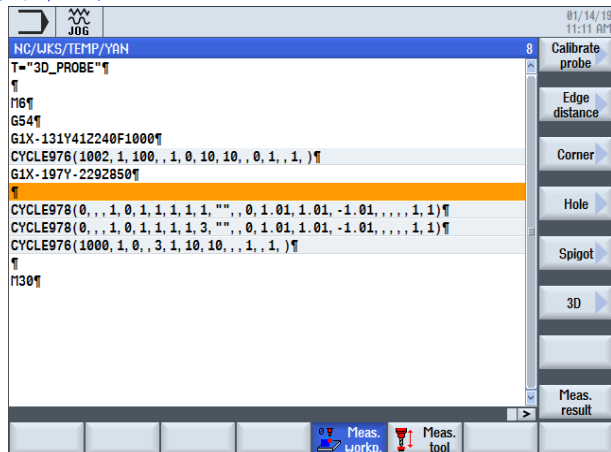 JOG
01/14/19
11:11 AM
NC/WKS/TEMP/YAN 8
T="3D_PROBE"¶
¶
M6¶
G54¶
G1X-131Y41Z240F1000¶
CYCLE976(1002,1,100,,1,0,10,10,,0,1,,1,)¶
G1X-197Y-229Z850¶
¶
CYCLE978(0,,,1,0,1,1,1,1,1,"",,0,1.01,1.01,-1.01,,,,,1,1)¶
CYCLE978(0,,,1,0,1,1,1,1,3,"",,0,1.01,1.01,-1.01,,,,,1,1)¶
CYCLE976(1000,1,0,,3,1,10,10,,,1,,1,)¶
¶
M30¶
Calibrate
probe
Edge
distance
Corner
Hole
Spigot
3D
Meas.
result
>
Meas.
workp.
Meas.
tool